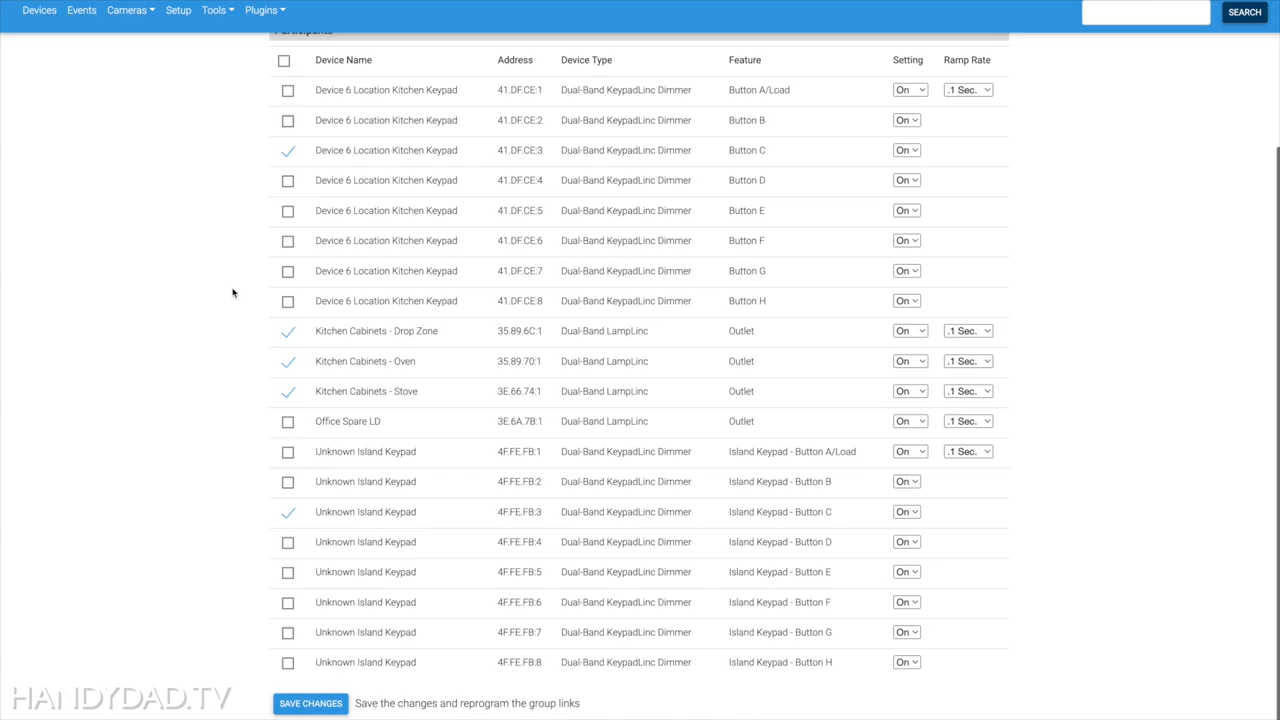 Devices Events Cameras Setup Tools Plugins SEARCH
Participants
Device Name Address Device Type Feature Setting Ramp Rate
Device 6 Location Kitchen Keypad 41.DF.CE:1 Dual-Band KeypadLinc Dimmer Button A/Load On .1 Sec.
Device 6 Location Kitchen Keypad 41.DF.CE:2 Dual-Band KeypadLinc Dimmer Button B On
Device 6 Location Kitchen Keypad 41.DF.CE:3 Dual-Band KeypadLinc Dimmer Button C On
Device 6 Location Kitchen Keypad 41.DF.CE:4 Dual-Band KeypadLinc Dimmer Button D On
Device 6 Location Kitchen Keypad 41.DF.CE:5 Dual-Band KeypadLinc Dimmer Button E On
Device 6 Location Kitchen Keypad 41.DF.CE:6 Dual-Band KeypadLinc Dimmer Button F On
Device 6 Location Kitchen Keypad 41.DF.CE:7 Dual-Band KeypadLinc Dimmer Button G On
Device 6 Location Kitchen Keypad 41.DF.CE:8 Dual-Band KeypadLinc Dimmer Button H On
Kitchen Cabinets - Drop Zone 35.89.6C:1 Dual-Band LampLinc Outlet On .1 Sec.
Kitchen Cabinets - Oven 35.89.70:1 Dual-Band LampLinc Outlet On .1 Sec.
Kitchen Cabinets - Stove 3E.66.74:1 Dual-Band LampLinc Outlet On .1 Sec.
Office Spare LD 3E.6A.7B:1 Dual-Band LampLinc Outlet On .1 Sec.
Unknown Island Keypad 4F.FE.FB:1 Dual-Band KeypadLinc Dimmer Island Keypad - Button A/Load On .1 Sec.
Unknown Island Keypad 4F.FE.FB:2 Dual-Band KeypadLinc Dimmer Island Keypad - Button B On
Unknown Island Keypad 4F.FE.FB:3 Dual-Band KeypadLinc Dimmer Island Keypad - Button C On
Unknown Island Keypad 4F.FE.FB:4 Dual-Band KeypadLinc Dimmer Island Keypad - Button D On
Unknown Island Keypad 4F.FE.FB:5 Dual-Band KeypadLinc Dimmer Island Keypad - Button E On
Unknown Island Keypad 4F.FE.FB:6 Dual-Band KeypadLinc Dimmer Island Keypad - Button F On
Unknown Island Keypad 4F.FE.FB:7 Dual-Band KeypadLinc Dimmer Island Keypad - Button G On
Unknown Island Keypad 4F.FE.FB:8 Dual-Band KeypadLinc Dimmer Island Keypad - Button H On
SAVE CHANGES Save the changes and reprogram the group links
HANDYDAD.TV